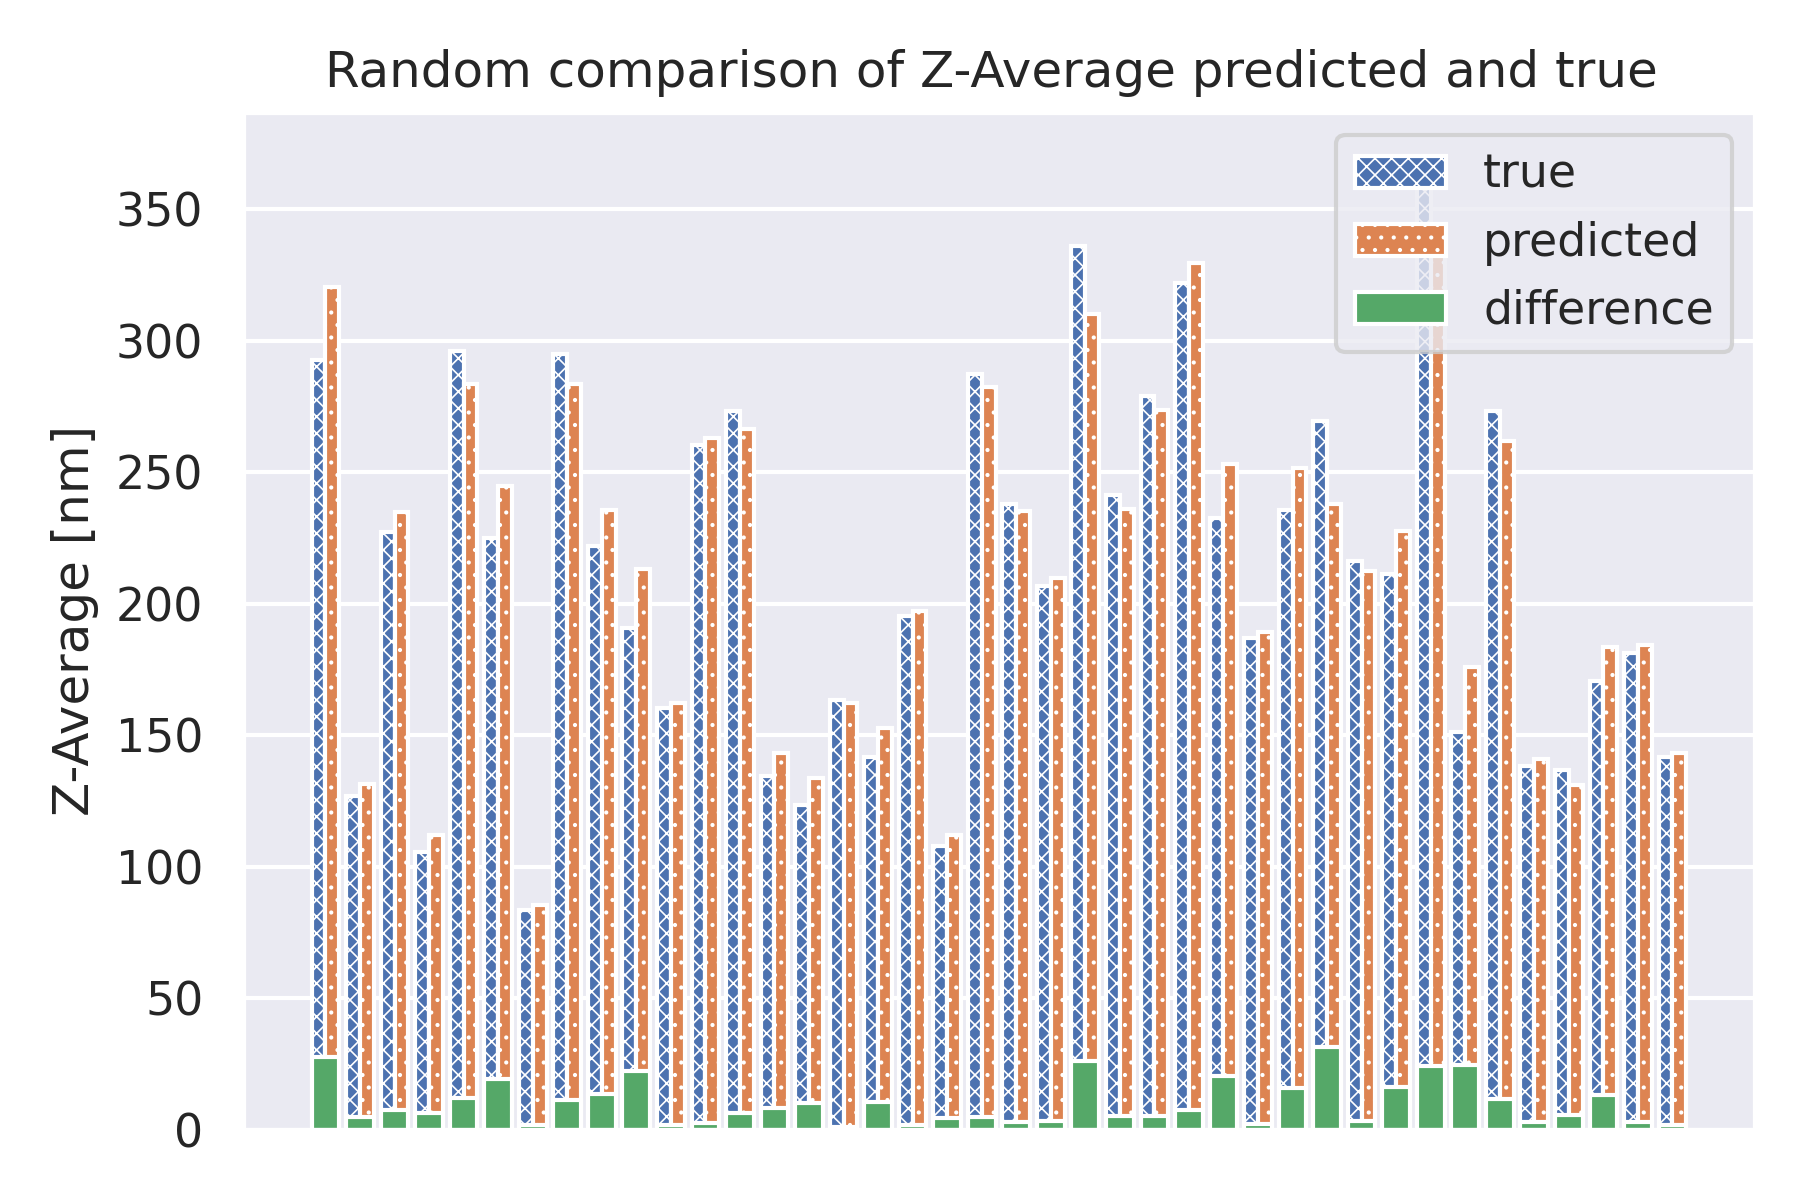 Random comparison of Z-Average predicted and true
true
predicted
difference
Z-Average [nm]
350
300
250
200
150
100
50
0